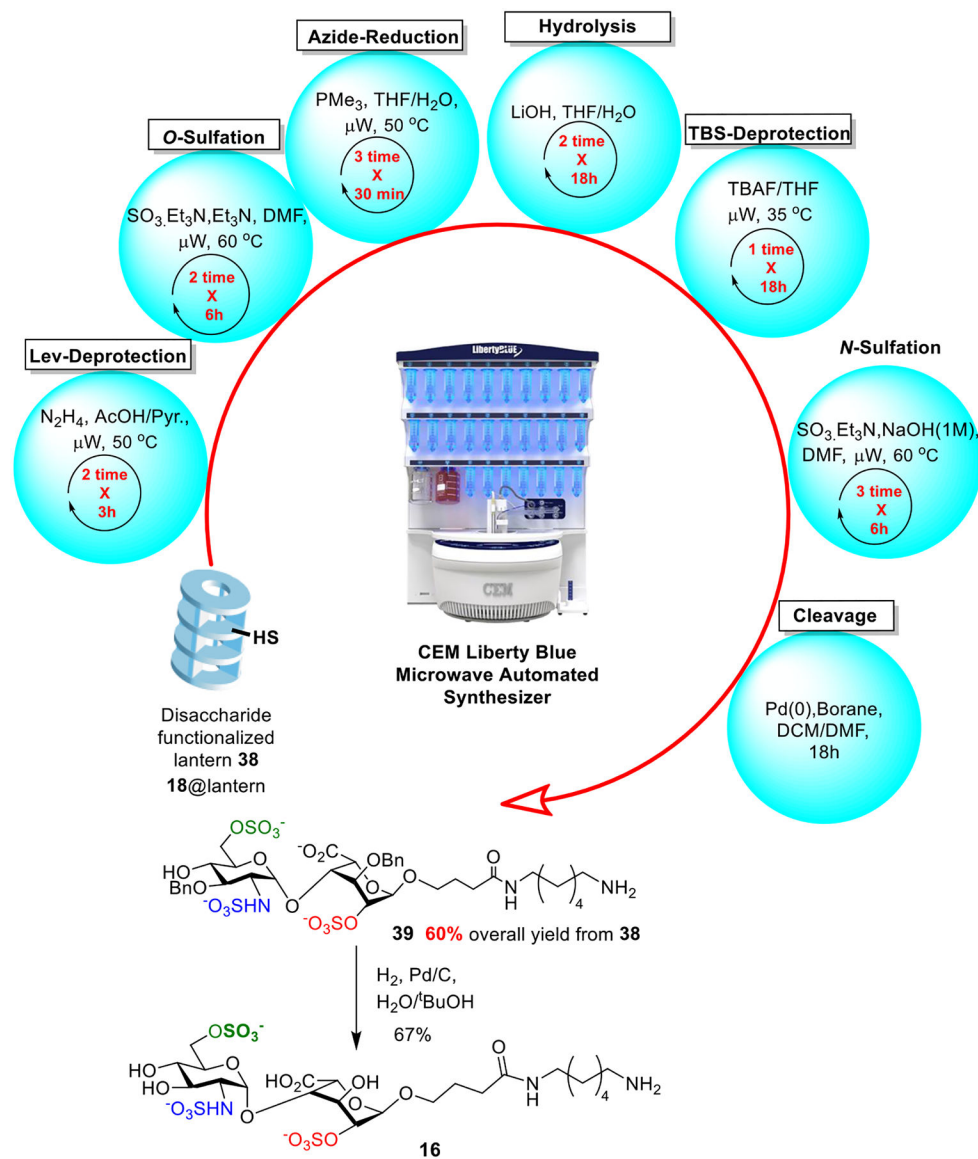 Azide-Reduction
PMe3, THF/H2O,
µW, 50 °C
3 time
X
30 min
Hydrolysis
LiOH, THF/H2O
2 time
X
18h
O-Sulfation
SO3.Et3N,Et3N, DMF,
µW, 60 °C
2 time
X
6h
TBS-Deprotection
TBAF/THF
µW, 35 °C
1 time
X
18h
Lev-Deprotection
N2H4, AcOH/Pyr.,
µW, 50 °C
2 time
X
3h
N-Sulfation
SO3.Et3N,NaOH(1M),
DMF, µW, 60 °C
3 time
X
6h
LibertyBLUE
CEM
CEM Liberty Blue
Microwave Automated
Synthesizer
HS
Disaccharide
functionalized
lantern 38
18@lantern
Cleavage
Pd(0),Borane,
DCM/DMF,
18h
OSO3-
HO
BnO
-O3SHN
O
O
-O2C
OBn
O
O
-O3SO
O
N
H
4
NH2
39 60% overall yield from 38
H2, Pd/C,
H2O/tBuOH
67%
OSO3-
HO
HO
-O3SHN
O
O
HO2C
OH
O
O
-O3SO
O
N
H
4
NH2
16